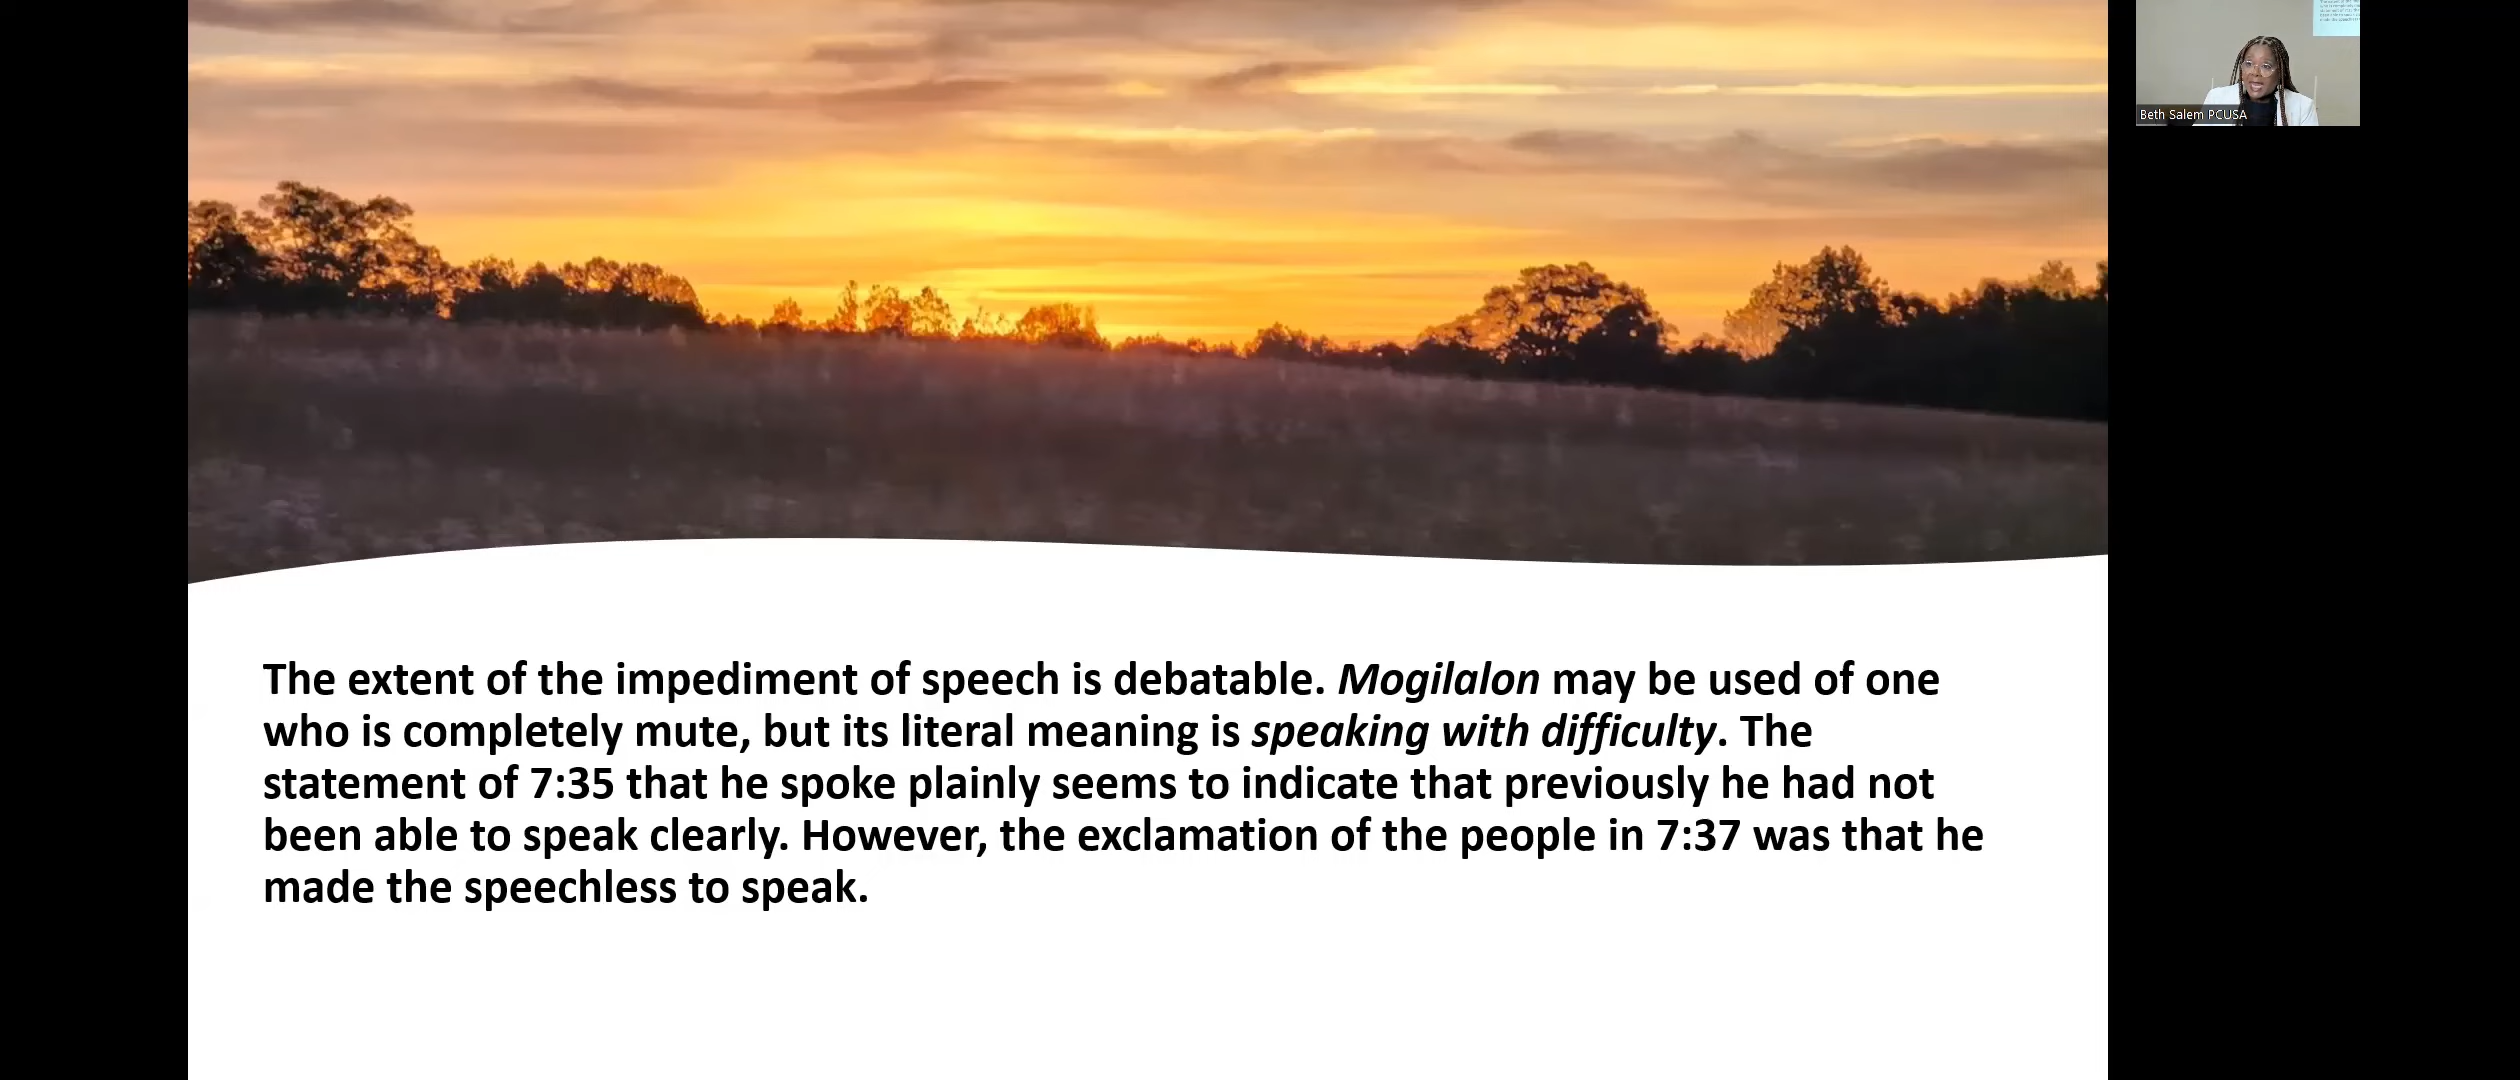 Beth Salem PCUSA
The extent of the impediment of speech is debatable. Mogilalon may be used of one
who is completely mute, but its literal meaning is speaking with difficulty. The
statement of 7:35 that he spoke plainly seems to indicate that previously he had not
been able to speak clearly. However, the exclamation of the people in 7:37 was that he
made the speechless to speak.